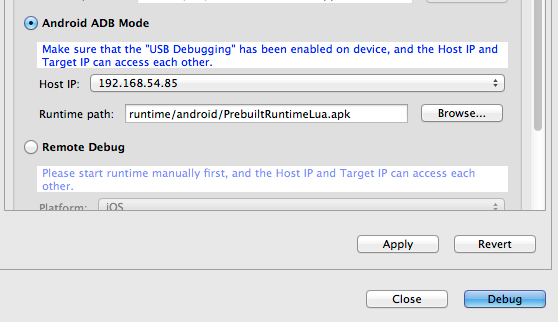 Android ADB Mode
Make sure that the "USB Debugging" has been enabled on device, and the Host IP and
Target IP can access each other.
Host IP: 192.168.54.85
Runtime path: runtime/android/PrebuiltRuntimeLua.apk Browse...
Remote Debug
Please start runtime manually first, and the Host IP and Target IP can access each
other.
Platform: iOS
Apply Revert
Close Debug